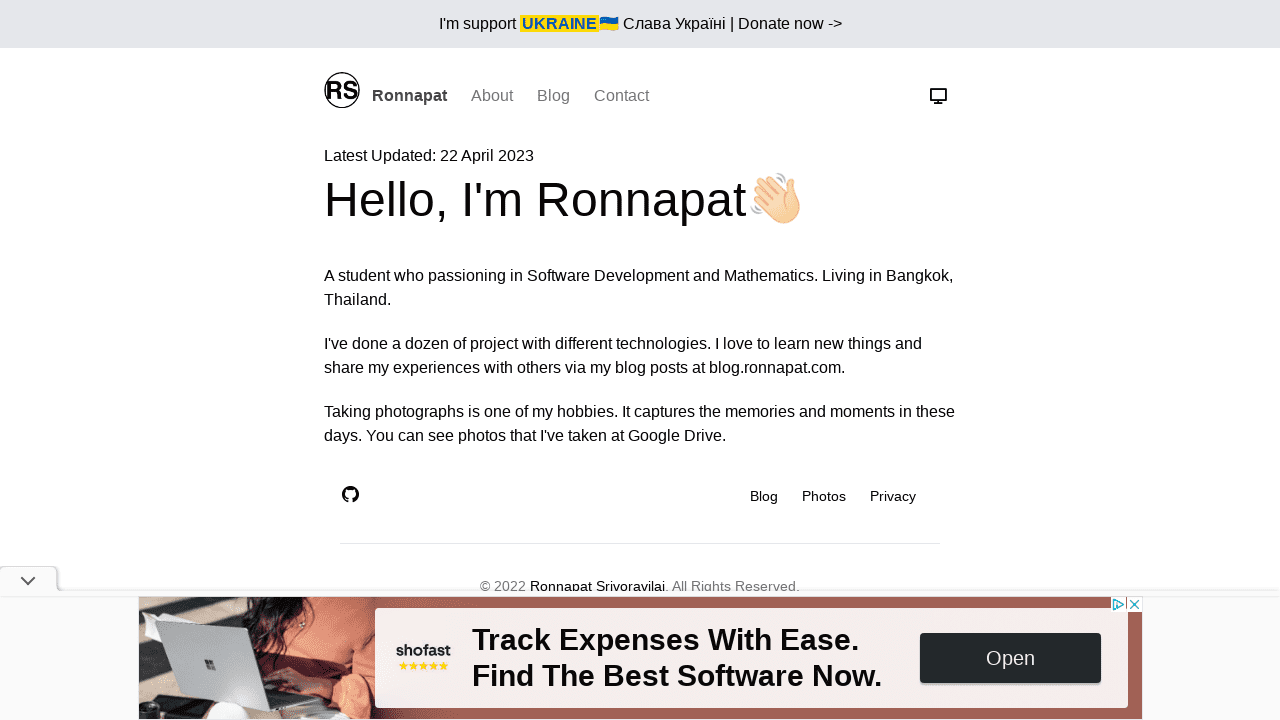 I'm support UKRAINE🇺🇦 Слава Україні | Donate now ->
RS Ronnapat About Blog Contact
Latest Updated: 22 April 2023
Hello, I'm Ronnapat👋🏻
A student who passioning in Software Development and Mathematics. Living in Bangkok,
Thailand.
I've done a dozen of project with different technologies. I love to learn new things and
share my experiences with others via my blog posts at blog.ronnapat.com.
Taking photographs is one of my hobbies. It captures the memories and moments in these
days. You can see photos that I've taken at Google Drive.
Blog Photos Privacy
© 2022 Ronnapat Srivoravilai. All Rights Reserved.
shofast
Track Expenses With Ease.
Find The Best Software Now.
Open